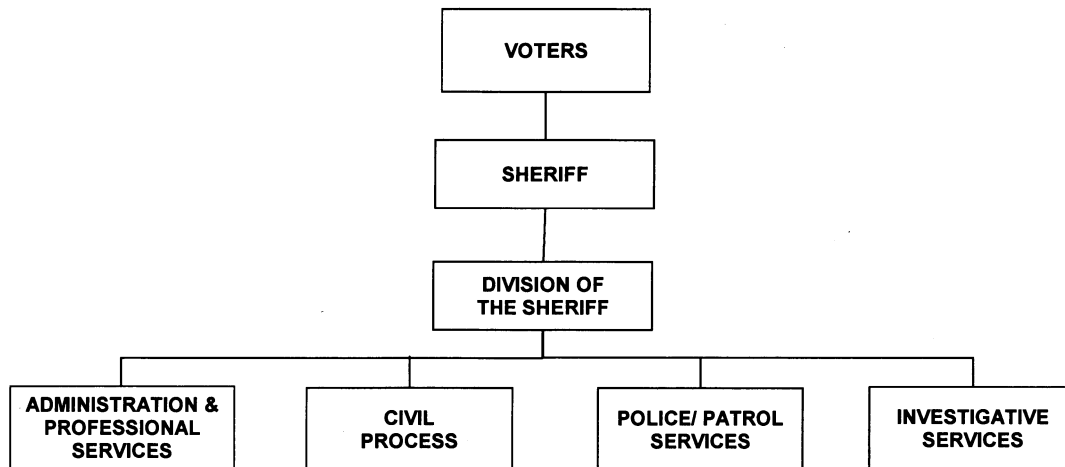 VOTERS
SHERIFF
DIVISION OF
THE SHERIFF
ADMINISTRATION &
PROFESSIONAL
SERVICES
CIVIL
PROCESS
POLICE/ PATROL
SERVICES
INVESTIGATIVE
SERVICES